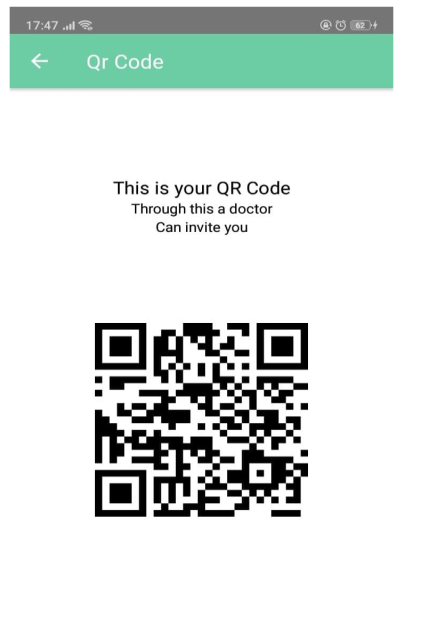 17:47
62
Qr Code
This is your QR Code
Through this a doctor
Can invite you